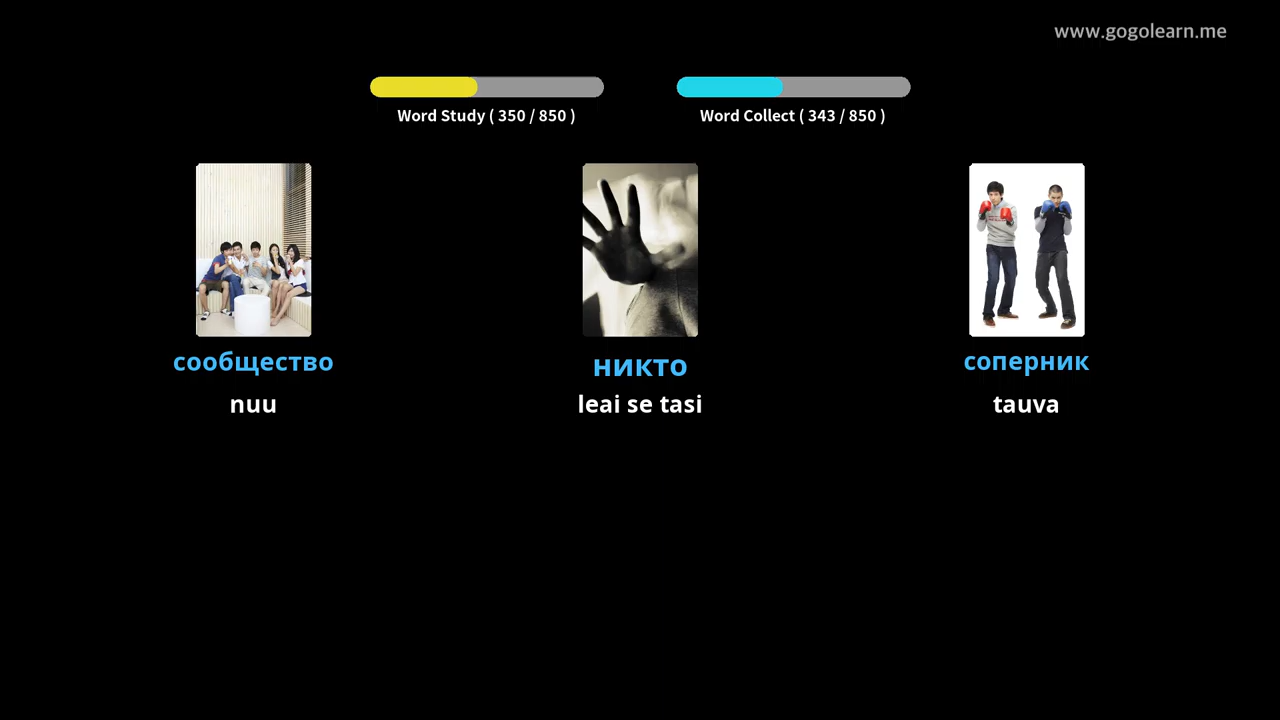 www.gogolearn.me
Word Study ( 350 / 850 )
Word Collect ( 343 / 850 )
сообщество
никто
соперник
nuu
leai se tasi
tauva